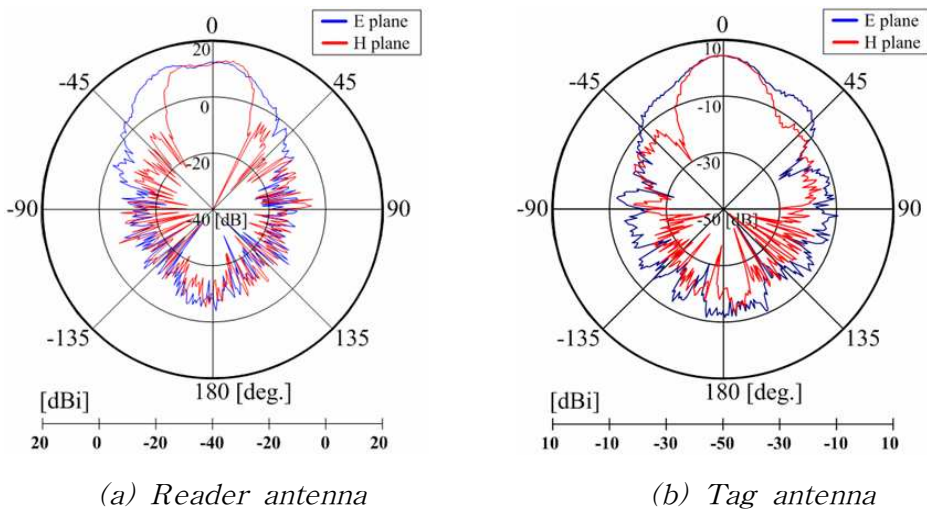 E plane
H plane
0
20
-45
45
0
-20
-90
-40 [dB]
90
-135
135
180 [deg.]
[dBi]
20 0 -20 -40 -20 0 20
(a) Reader antenna
E plane
H plane
0
10
-45
45
-10
-30
-90
-50 [dB]
90
-135
135
180 [deg.]
[dBi]
10 -10 -30 -50 -30 -10 10
(b) Tag antenna